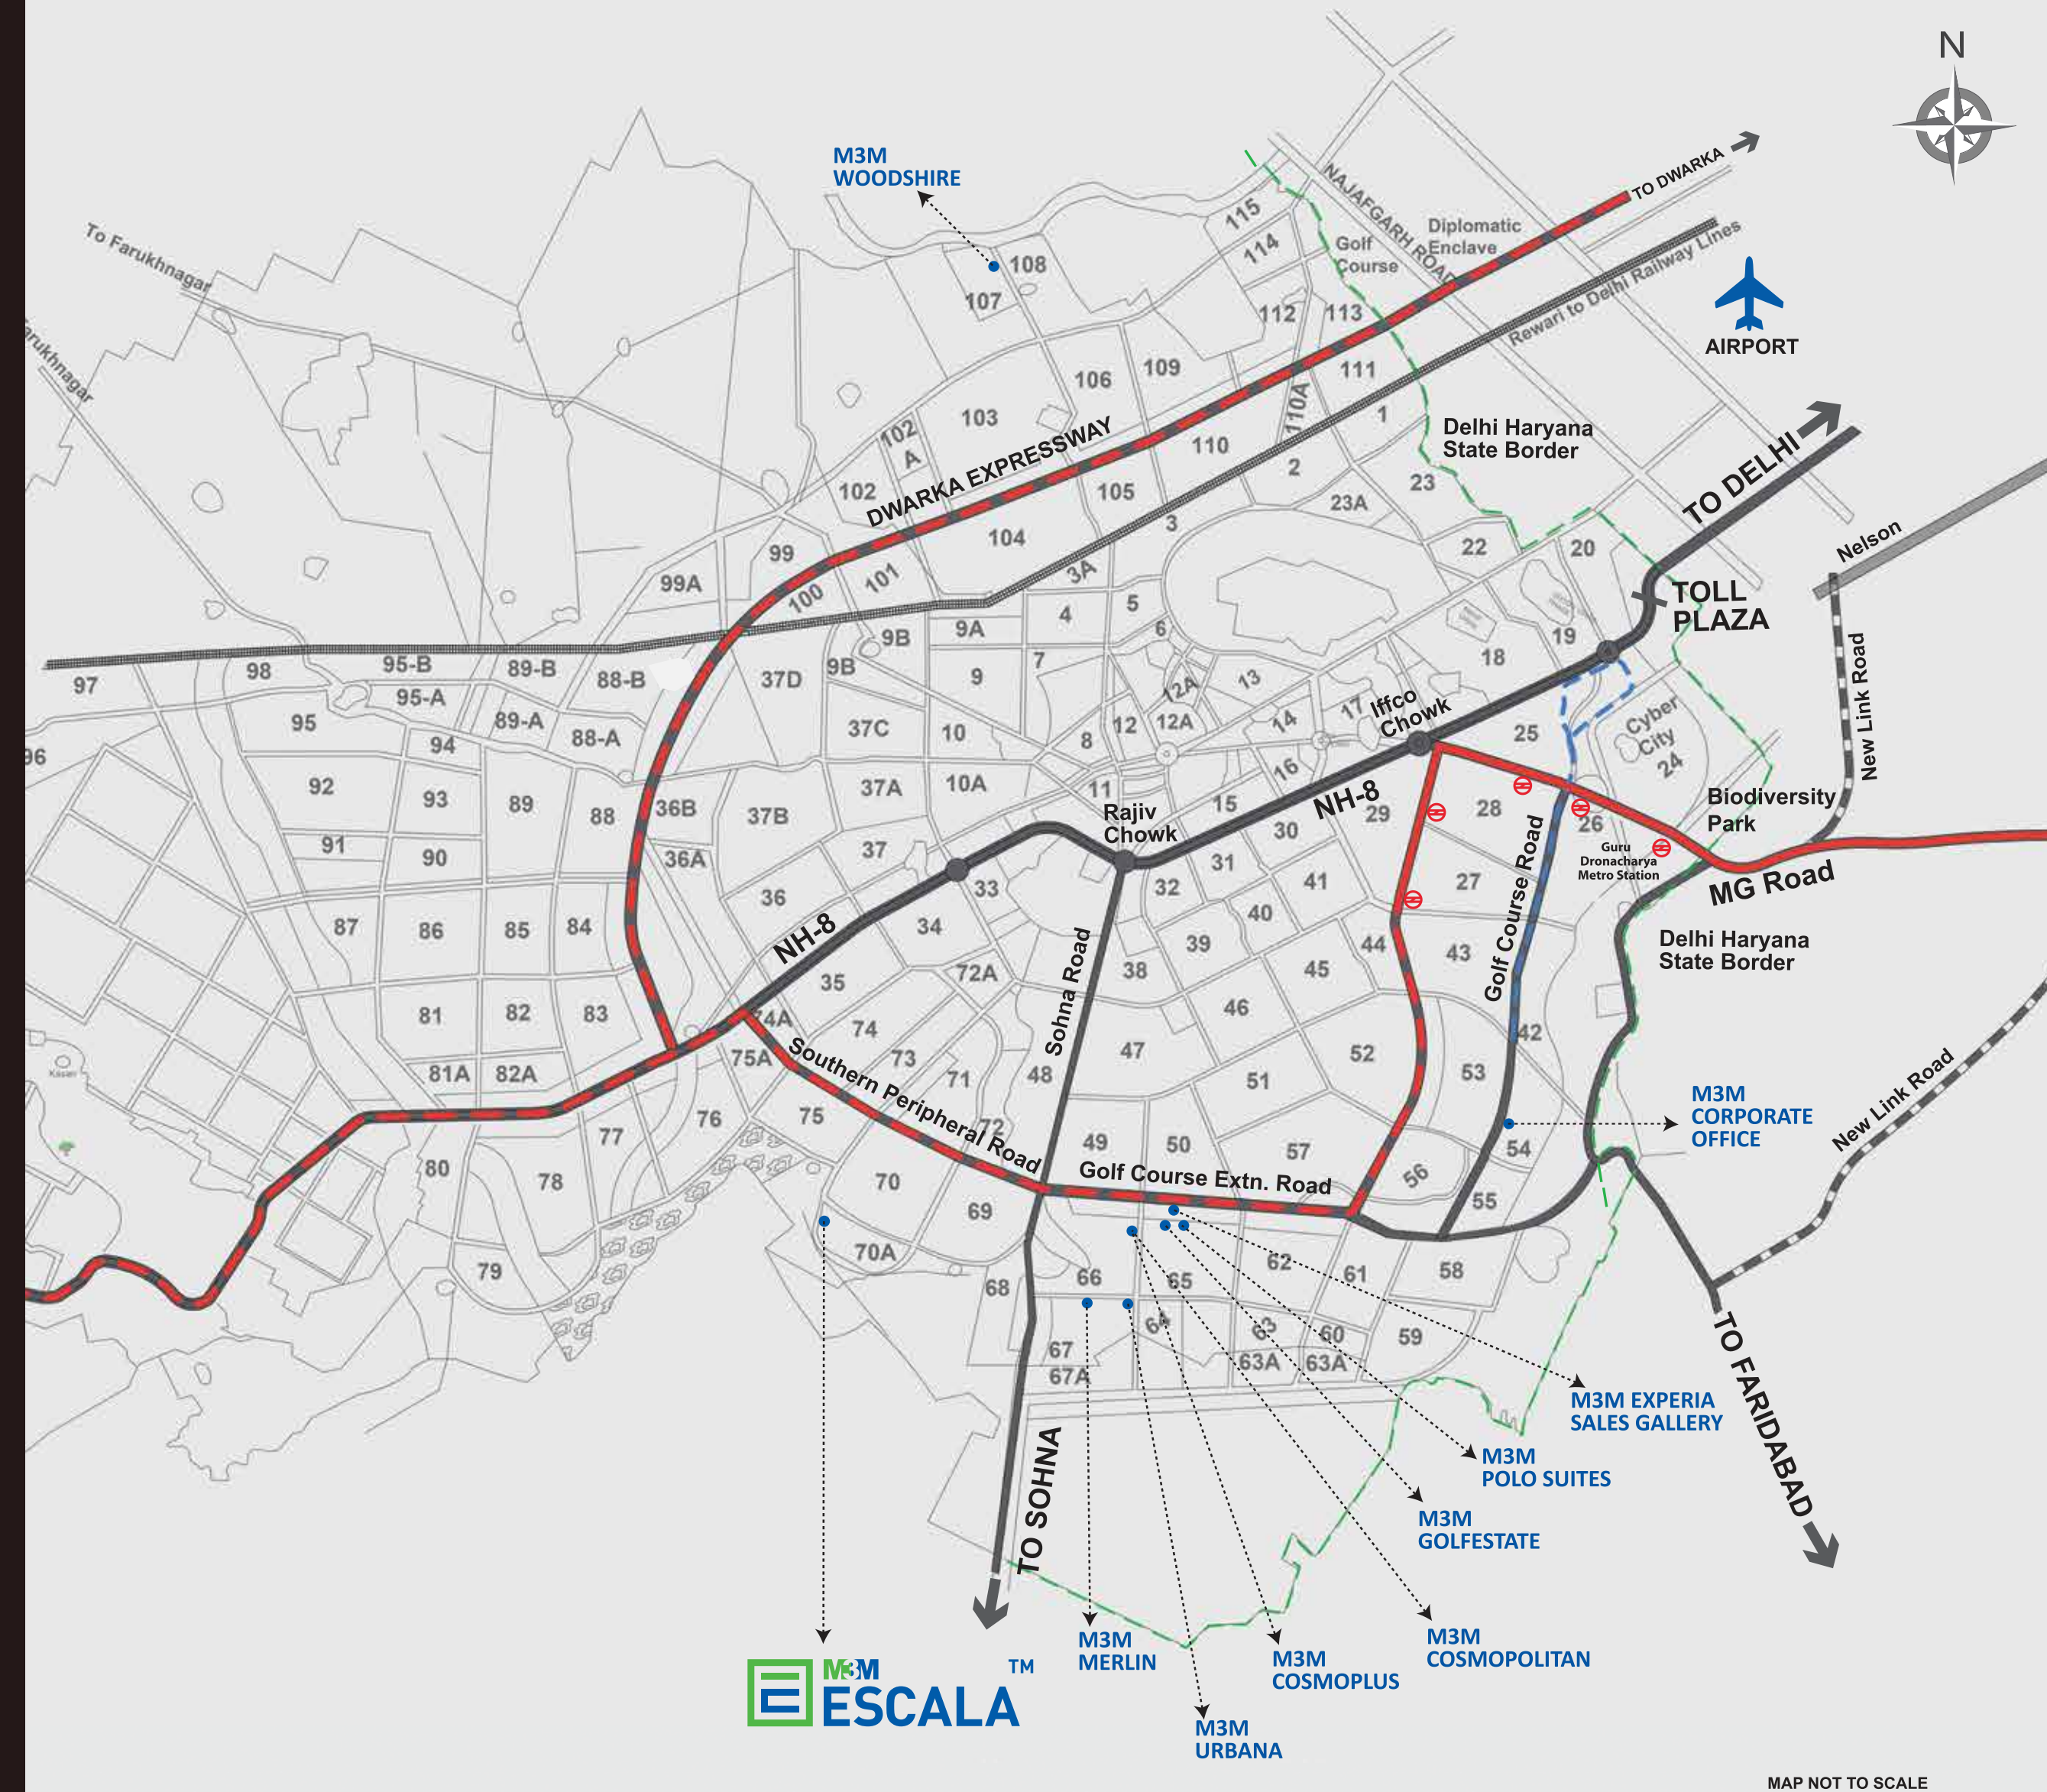 N
M3M
WOODSHIRE
TO DWARKA
NAJAFGARH ROAD
115
114
Golf
Course
Diplomatic
Enclave
To Farukhnagar
108
107
112
113
Rewari to Delhi Railway Lines
AIRPORT
arukhnagar
109
106
111
110A
1
103
102
A
DWARKA EXPRESSWAY
110
2
Delhi Haryana
State Border
TO DELHI
102
105
23
23A
3
104
22
20
Nelson
99
99A
101
3A
100
TOLL
PLAZA
4
5
6
9A
9B
19
18
New Link Road
97
98
95-B
89-B
88-B
37D
9B
9
7
12A
13
95-A
89-A
88-A
95
94
37C
10
8
12
12A
14
17
Iffco
Chowk
25
Cyber
City
24
96
92
93
89
88
36B
37B
37A
10A
11
16
15
NH-8
29
28
26
Biodiversity
Park
Rajiv
Chowk
30
91
90
36A
37
31
Guru
Dronacharya
Metro Station
MG Road
36
33
32
41
27
Golf Course Road
87
86
85
84
NH-8
34
40
39
44
43
Delhi Haryana
State Border
35
72A
Sohna Road
38
45
46
81
82
83
74A
74
42
75A
73
47
52
48
Southern Peripheral Road
81A
82A
71
51
53
Kasan
New Link Road
M3M
CORPORATE
OFFICE
76
75
72
77
49
50
57
54
80
78
70
Golf Course Extn. Road
56
55
69
70A
79
68
66
65
62
61
58
64
63
60
59
67
67A
63A
63A
M3M EXPERIA
SALES GALLERY
TO FARIDABAD
TO SOHNA
M3M
POLO SUITES
M3M
GOLFESTATE
M3M
COSMOPOLITAN
M3M
MERLIN
M3M
COSMOPLUS
M3M
ESCALA
TM
M3M
URBANA
MAP NOT TO SCALE